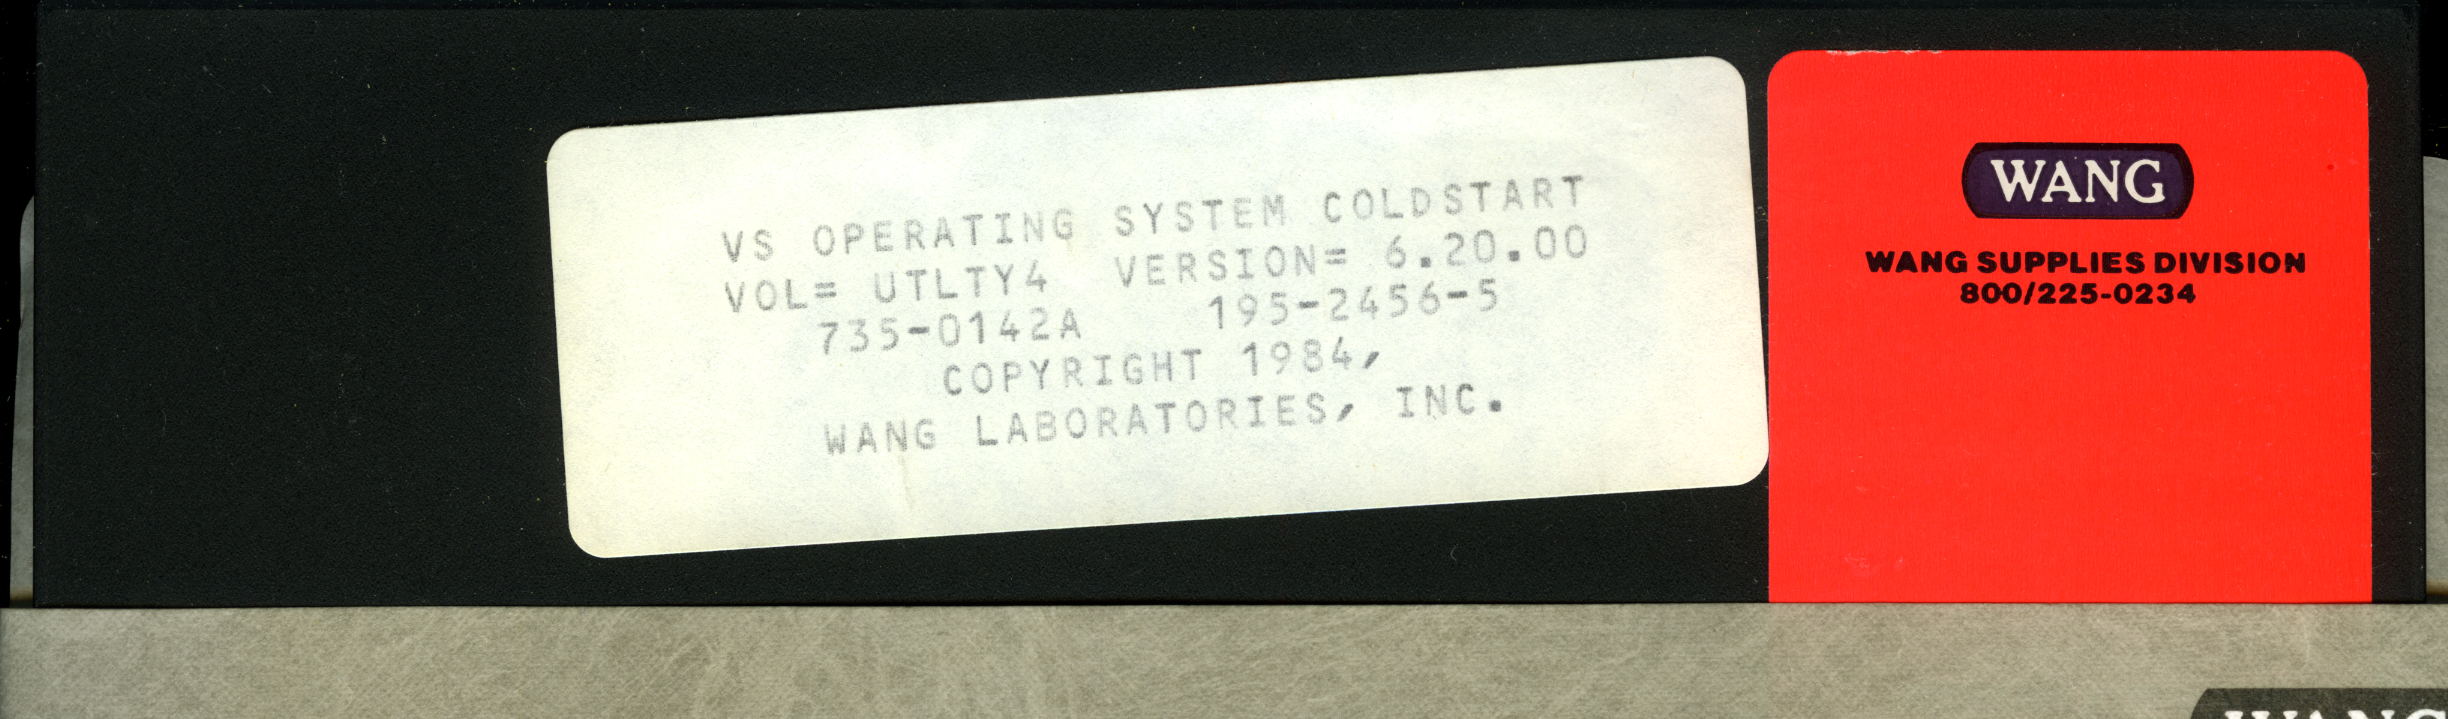 VS OPERATING SYSTEM COLDSTART
VOL= UTLTY4 VERSION= 6.20.00
735-0142A 195-2456-5
COPYRIGHT 1984,
WANG LABORATORIES, INC.
WANG
WANG SUPPLIES DIVISION
800/225-0234
WANG